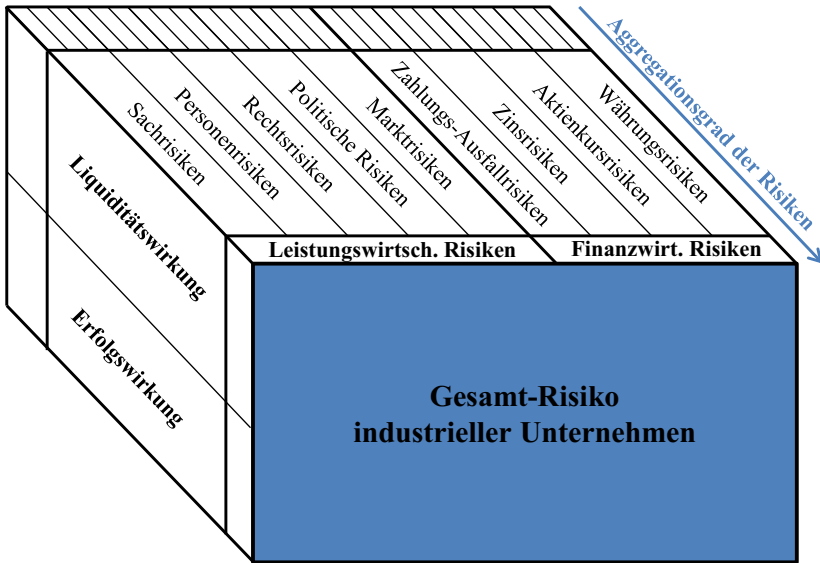 Aggregationsgrad der Risiken
Sachrisiken
Personenrisiken
Rechtsrisiken
Politische Risiken
Marktrisiken
Zahlungs-Ausfallrisiken
Zinsrisiken
Aktienkursrisiken
Währungsrisiken
Liquiditätswirkung
Erfolgswirkung
Leistungswirtsch. Risiken
Finanzwirt. Risiken
Gesamt-Risiko
industrieller Unternehmen